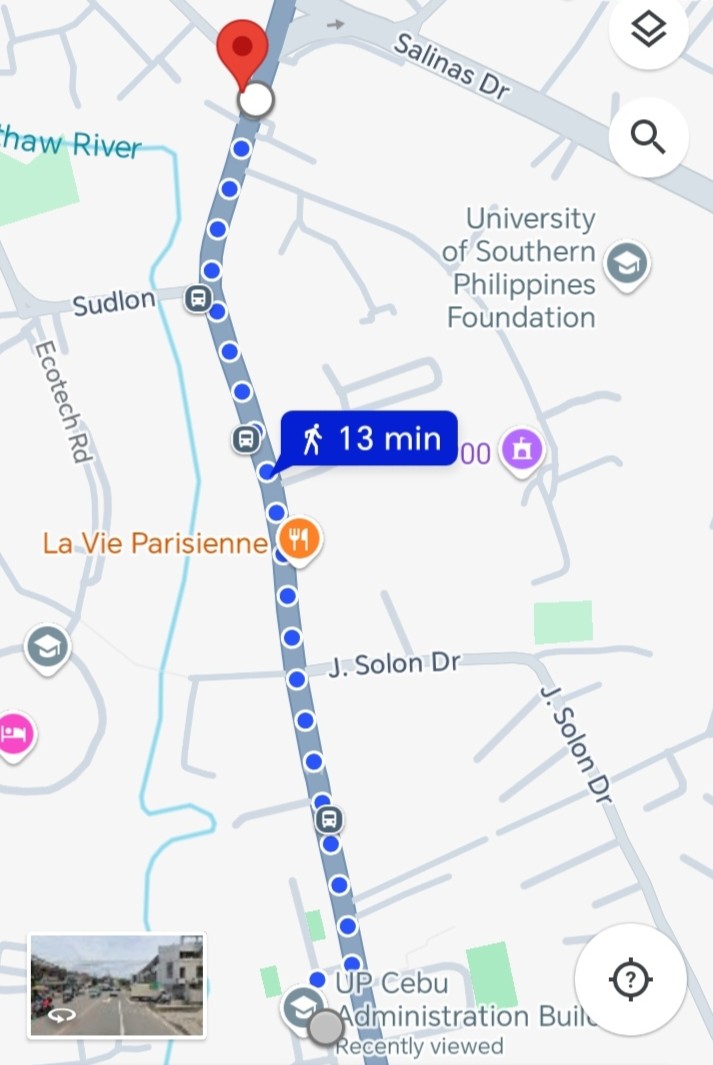 Salinas Dr
thaw River
University
of Southern
Philippines
Foundation
Sudlon
Ecotech Rd
13 min
00
La Vie Parisienne
J. Solon Dr
J. Solon Dr
UP Cebu
Administration Buil
Recently viewed
?